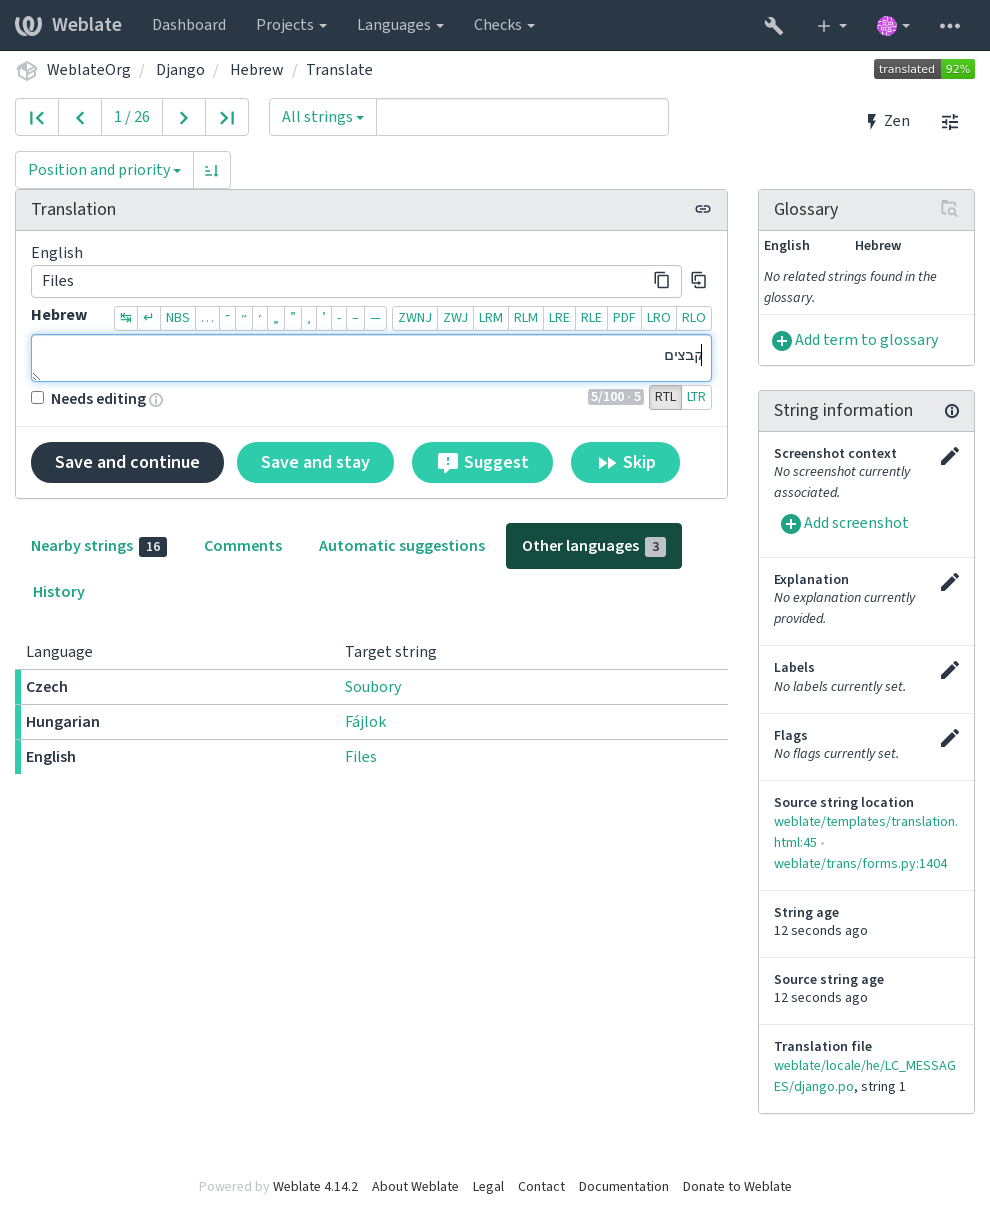 Weblate Dashboard Projects Languages Checks
WeblateOrg / Django / Hebrew / Translate
translated 92%
1 / 26
All strings
Zen
Position and priority
Translation
English
Files
Hebrew
↹ ↵ NBS … ־ ״ ׳ „ ” ‚ ’ - – — ZWNJ ZWJ LRM RLM LRE RLE PDF LRO RLO
קבצים
Needs editing
5/100 · 5 RTL LTR
Save and continue Save and stay Suggest Skip
Nearby strings 16 Comments Automatic suggestions Other languages 3
History
Language Target string
Czech Soubory
Hungarian Fájlok
English Files
Glossary
English Hebrew
No related strings found in the
glossary.
Add term to glossary
String information
Screenshot context
No screenshot currently
associated.
Add screenshot
Explanation
No explanation currently
provided.
Labels
No labels currently set.
Flags
No flags currently set.
Source string location
weblate/templates/translation.
html:45 •
weblate/trans/forms.py:1404
String age
12 seconds ago
Source string age
12 seconds ago
Translation file
weblate/locale/he/LC_MESSAG
ES/django.po, string 1
Powered by Weblate 4.14.2 About Weblate Legal Contact Documentation Donate to Weblate